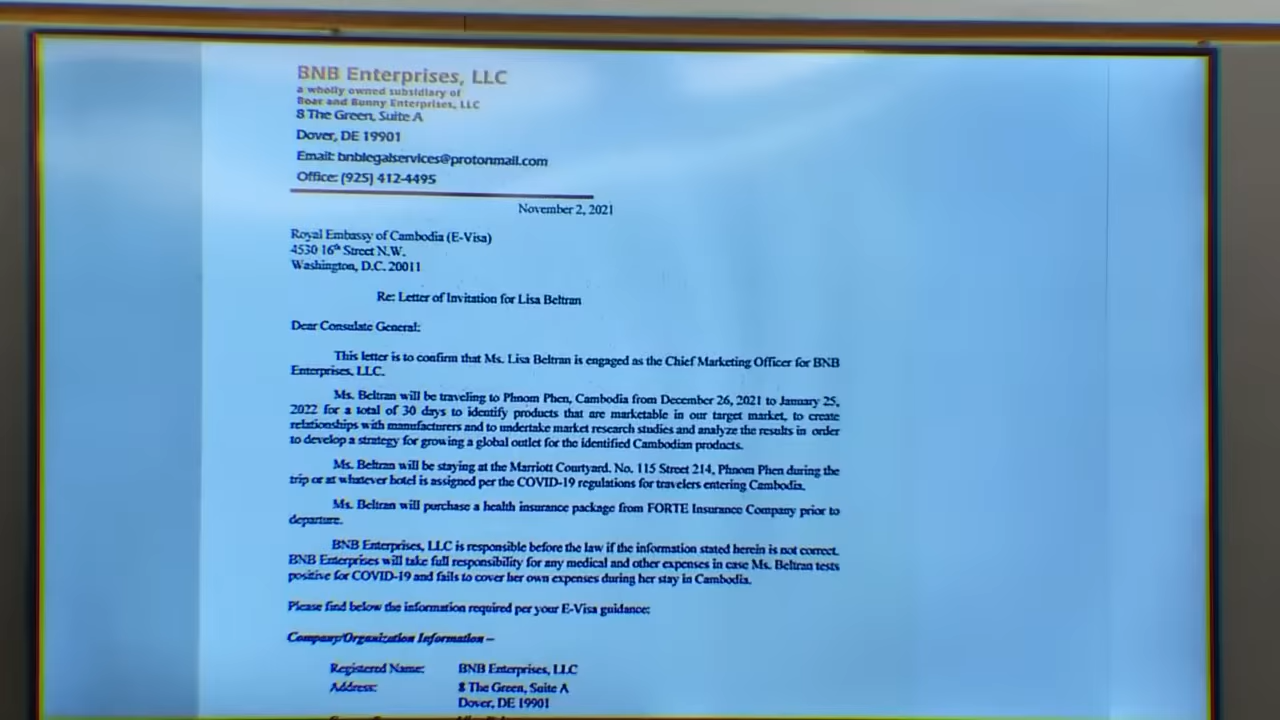 BNB Enterprises, LLC
a wholly owned subsidiary of
Boar and Bunny Enterprises, LLC
8 The Green, Suite A
Dover, DE 19901
Email: bnblegalservices@protonmail.com
Office: (925) 412-4495
November 2, 2021
Royal Embassy of Cambodia (E-Visa)
4530 16th Street N.W.
Washington, D.C. 20011
Re: Letter of Invitation for Lisa Beltran
Dear Consulate General:
This letter is to confirm that Ms. Lisa Beltran is engaged as the Chief Marketing Officer for BNB
Enterprises, LLC.
Ms. Beltran will be traveling to Phnom Phen, Cambodia from December 26, 2021 to January 25,
2022 for a total of 30 days to identify products that are marketable in our target market, to create
relationships with manufacturers and to undertake market research studies and analyze the results in order
to develop a strategy for growing a global outlet for the identified Cambodian products.
Ms. Beltran will be staying at the Marriott Courtyard. No. 115 Street 214, Phnom Phen during the
trip or at whatever hotel is assigned per the COVID-19 regulations for travelers entering Cambodia.
Ms. Beltran will purchase a health insurance package from FORTE Insurance Company prior to
departure.
BNB Enterprises, LLC is responsible before the law if the information stated herein is not correct.
BNB Enterprises will take full responsibility for any medical and other expenses in case Ms. Beltran tests
positive for COVID-19 and fails to cover her own expenses during her stay in Cambodia.
Please find below the information required per your E-Visa guidance:
Company/Organization Information –
Registered Name: BNB Enterprises, LLC
Address: 8 The Green, Suite A
Dover, DE 19901